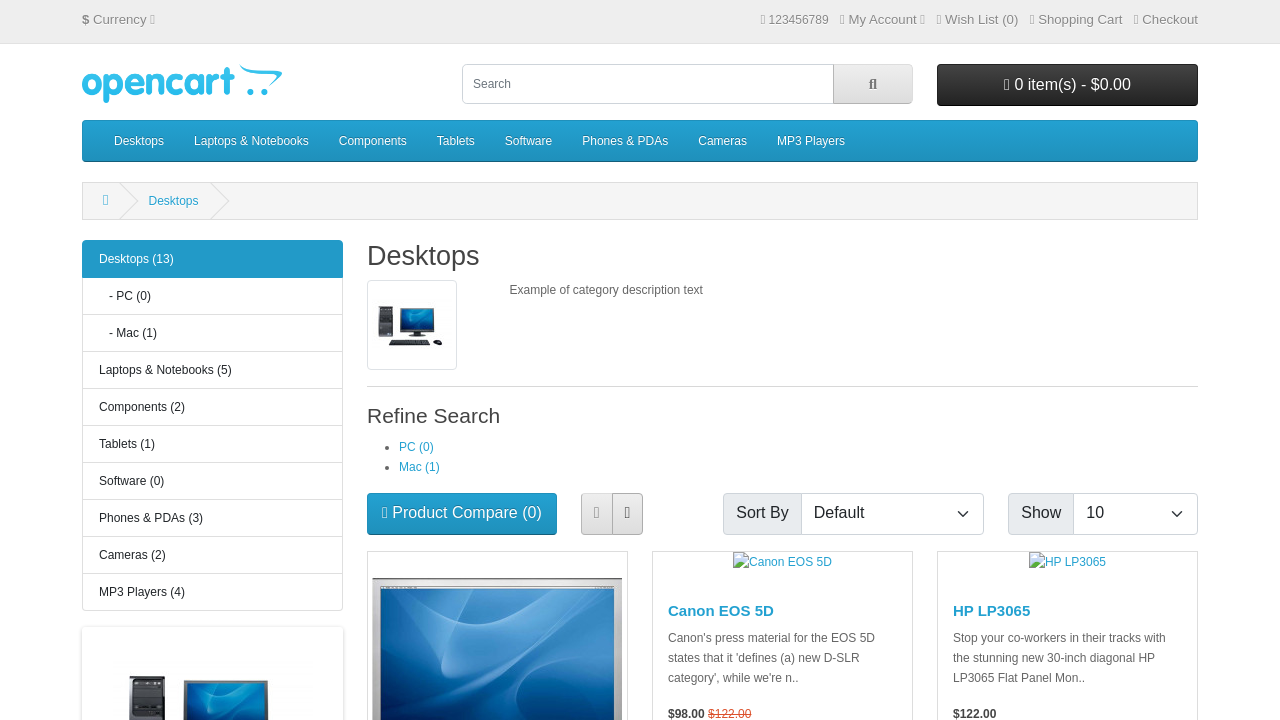 $ Currency
123456789
My Account
Wish List (0)
Shopping Cart
Checkout
opencart
Search
0 item(s) - $0.00
Desktops
Laptops & Notebooks
Components
Tablets
Software
Phones & PDAs
Cameras
MP3 Players
Desktops
Desktops (13)
- PC (0)
- Mac (1)
Laptops & Notebooks (5)
Components (2)
Tablets (1)
Software (0)
Phones & PDAs (3)
Cameras (2)
MP3 Players (4)
Desktops
Example of category description text
Refine Search
PC (0)
Mac (1)
Product Compare (0)
Sort By
Default
Show
10
Canon EOS 5D
Canon EOS 5D
Canon's press material for the EOS 5D
states that it 'defines (a) new D-SLR
category', while we're n..
$98.00 $122.00
HP LP3065
HP LP3065
Stop your co-workers in their tracks with
the stunning new 30-inch diagonal HP
LP3065 Flat Panel Mon..
$122.00